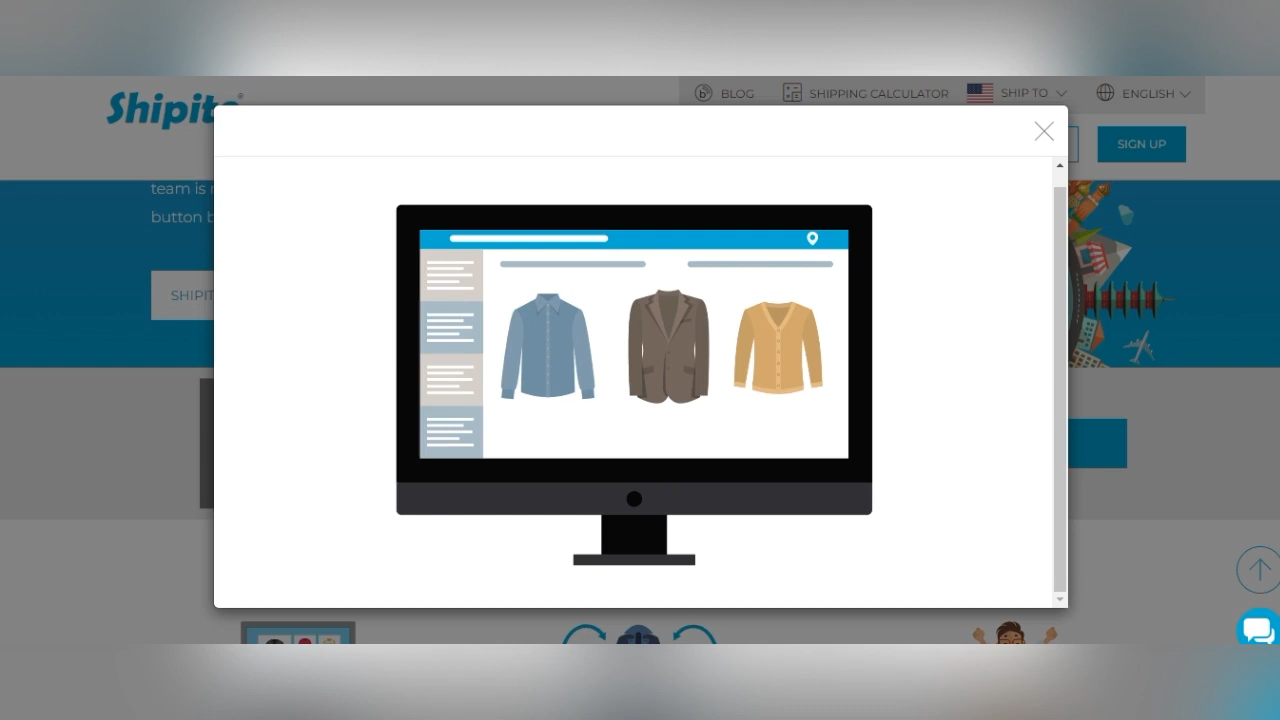 Shipito®
BLOG
SHIPPING CALCULATOR
SHIP TO
ENGLISH
SIGN UP
team is
button
SHIPIT